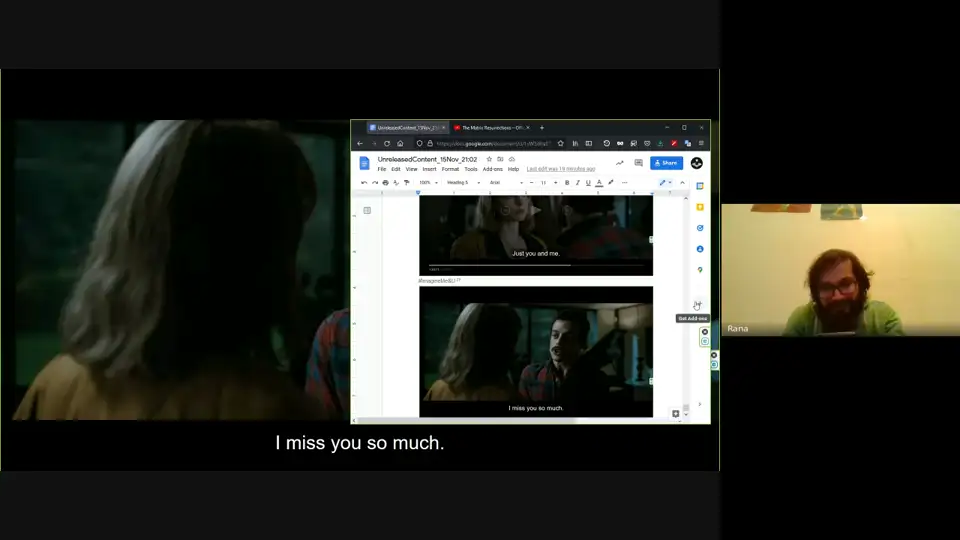 UnreleasedContent_15Nov_21:02
The Matrix Resurrections – Offi
UnreleasedContent_15Nov_21:02
File Edit View Insert Format Tools Add-ons Help Last edit was 19 minutes ago
Share
100% Heading 5 Arial 11
Just you and me.
I miss you so much.
Get Add-ons
I miss you so much.
Rana